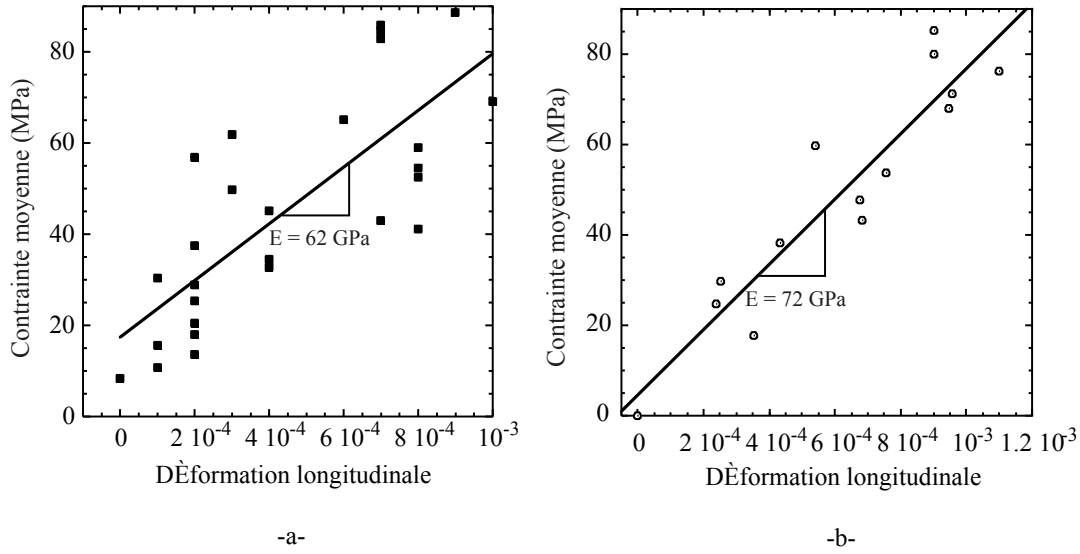 80
60
40
20
0
Contrainte moyenne (MPa)
E = 62 GPa
0 2 10-4 4 10-4 6 10-4 8 10-4 10-3
DÈformation longitudinale
-a-
80
60
40
20
0
Contrainte moyenne (MPa)
E = 72 GPa
0 2 10-4 4 10-4 6 10-4 8 10-4 10-3 1.2 10-3
DÈformation longitudinale
-b-